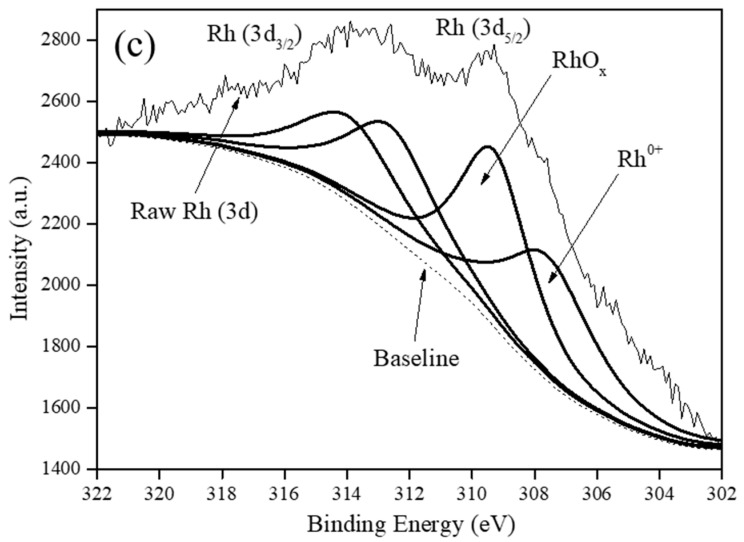 (c)
Rh (3d3/2)
Rh (3d5/2)
RhOx
Rh0+
Raw Rh (3d)
Baseline
Intensity (a.u.)
2800
2600
2400
2200
2000
1800
1600
1400
322 320 318 316 314 312 310 308 306 304 302
Binding Energy (eV)